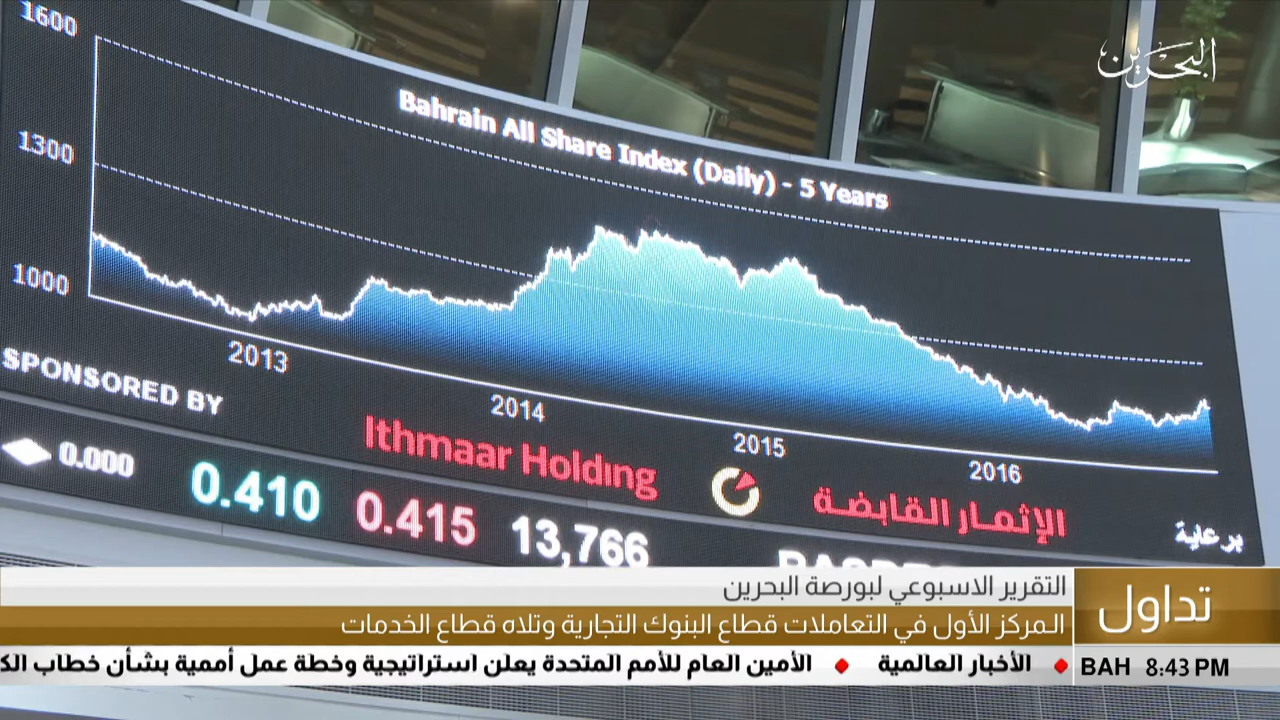 البحرين
Bahrain All Share Index (Daily) - 5 Years
1600
1300
1000
2013
2014
2015
2016
SPONSORED BY
Ithmaar Holding
الإثمار القابضة
برعاية
0.000
0.410
0.415
13,766
التقرير الاسبوعي لبورصة البحرين
تداول
المركز الأول في التعاملات قطاع البنوك التجارية وتلاه قطاع الخدمات
BAH 8:43 PM
الأخبار العالمية
الأمين العام للأمم المتحدة يعلن استراتيجية وخطة عمل أممية بشأن خطاب